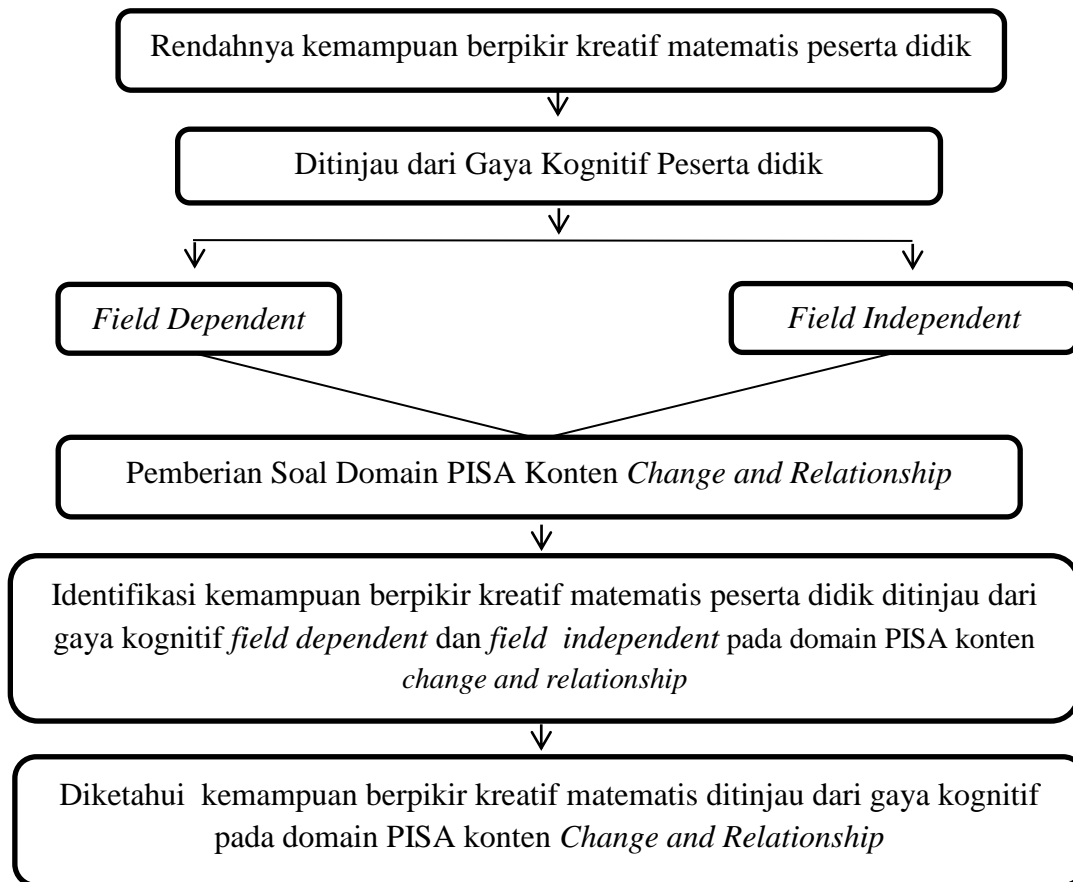 Rendahnya kemampuan berpikir kreatif matematis peserta didik
Ditinjau dari Gaya Kognitif Peserta didik
Field Dependent
Field Independent
Pemberian Soal Domain PISA Konten Change and Relationship
Identifikasi kemampuan berpikir kreatif matematis peserta didik ditinjau dari
gaya kognitif field dependent dan field independent pada domain PISA konten
change and relationship
Diketahui kemampuan berpikir kreatif matematis ditinjau dari gaya kognitif
pada domain PISA konten Change and Relationship